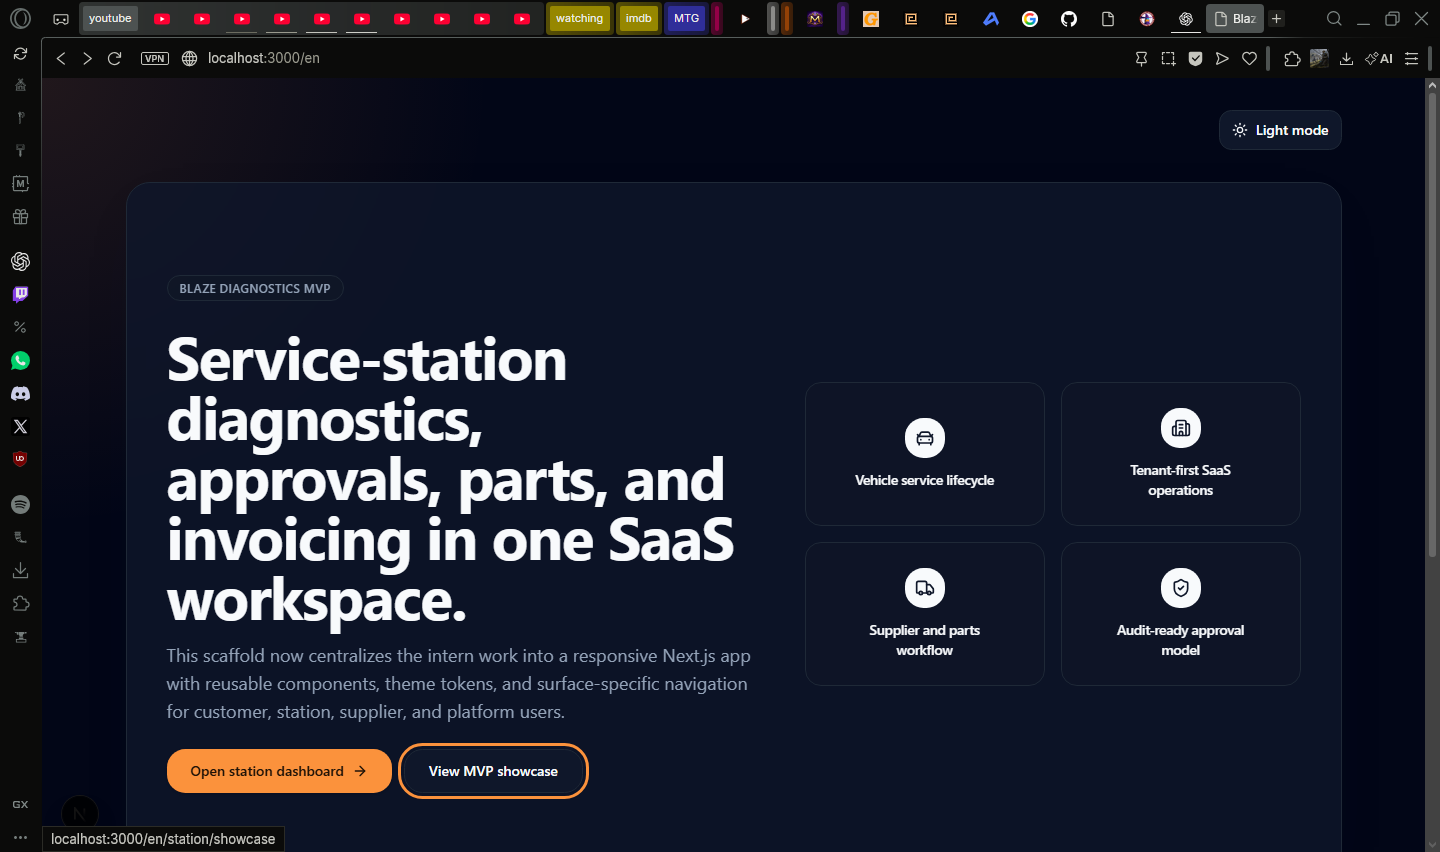 youtube
watching
imdb
MTG
Blaz
VPN
localhost:3000/en
AI
Light mode
BLAZE DIAGNOSTICS MVP
Service-station
diagnostics,
approvals, parts, and
invoicing in one SaaS
workspace.
This scaffold now centralizes the intern work into a responsive Next.js app
with reusable components, theme tokens, and surface-specific navigation
for customer, station, supplier, and platform users.
Open station dashboard
View MVP showcase
Vehicle service lifecycle
Tenant-first SaaS
operations
Supplier and parts
workflow
Audit-ready approval
model
GX
localhost:3000/en/station/showcase